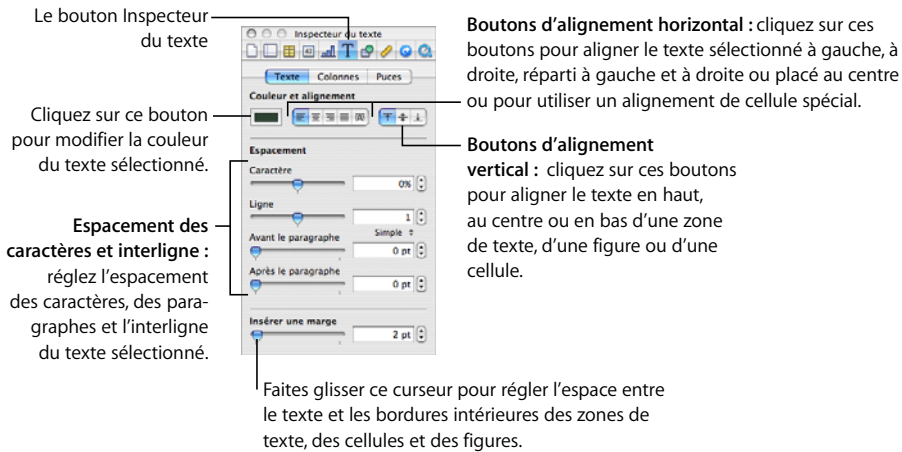 Le bouton Inspecteur
du texte
Cliquez sur ce bouton
pour modifier la couleur
du texte sélectionné.
Espacement des
caractères et interligne :
réglez l'espacement
des caractères, des para-
graphes et l'interligne
du texte sélectionné.
Inspecteur du texte
Texte Colonnes Puces
Couleur et alignement
Espacement
Caractère
0%
Ligne
1
Simple
Avant le paragraphe
0 pt
Après le paragraphe
0 pt
Insérer une marge
2 pt
Boutons d'alignement horizontal : cliquez sur ces
boutons pour aligner le texte sélectionné à gauche, à
droite, réparti à gauche et à droite ou placé au centre
ou pour utiliser un alignement de cellule spécial.
Boutons d'alignement
vertical : cliquez sur ces boutons
pour aligner le texte en haut,
au centre ou en bas d'une zone
de texte, d'une figure ou d'une
cellule.
Faites glisser ce curseur pour régler l'espace entre
le texte et les bordures intérieures des zones de
texte, des cellules et des figures.